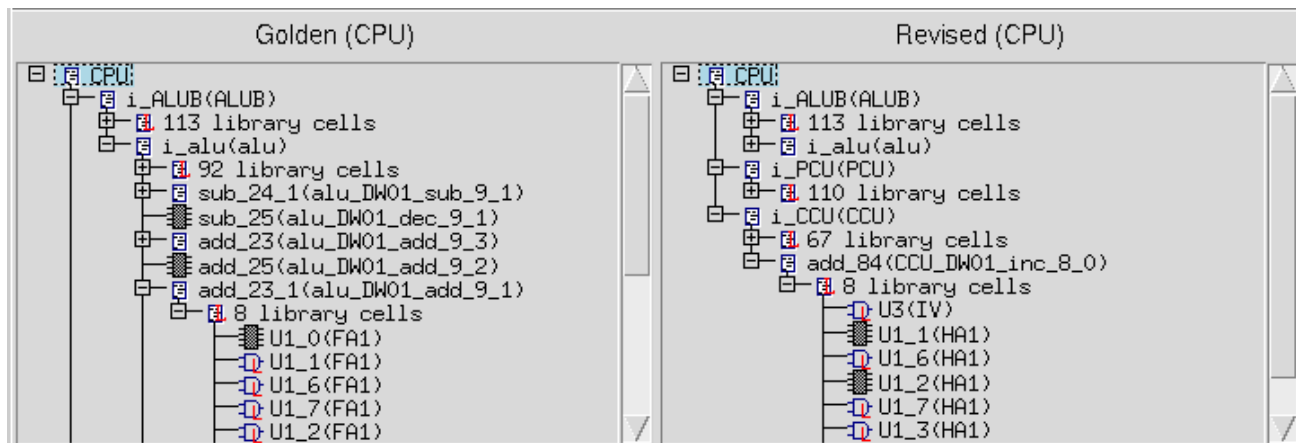 Golden (CPU)
CPU
i_ALUB(ALUB)
113 library cells
i_alu(alu)
92 library cells
sub_24_1(alu_DW01_sub_9_1)
sub_25(alu_DW01_dec_9_1)
add_23(alu_DW01_add_9_3)
add_25(alu_DW01_add_9_2)
add_23_1(alu_DW01_add_9_1)
8 library cells
U1_0(FA1)
U1_1(FA1)
U1_6(FA1)
U1_7(FA1)
U1_2(FA1)
Revised (CPU)
CPU
i_ALUB(ALUB)
113 library cells
i_alu(alu)
i_PCU(PCU)
110 library cells
i_CCU(CCU)
67 library cells
add_84(CCU_DW01_inc_8_0)
8 library cells
U3(IV)
U1_1(HA1)
U1_6(HA1)
U1_2(HA1)
U1_7(HA1)
U1_3(HA1)